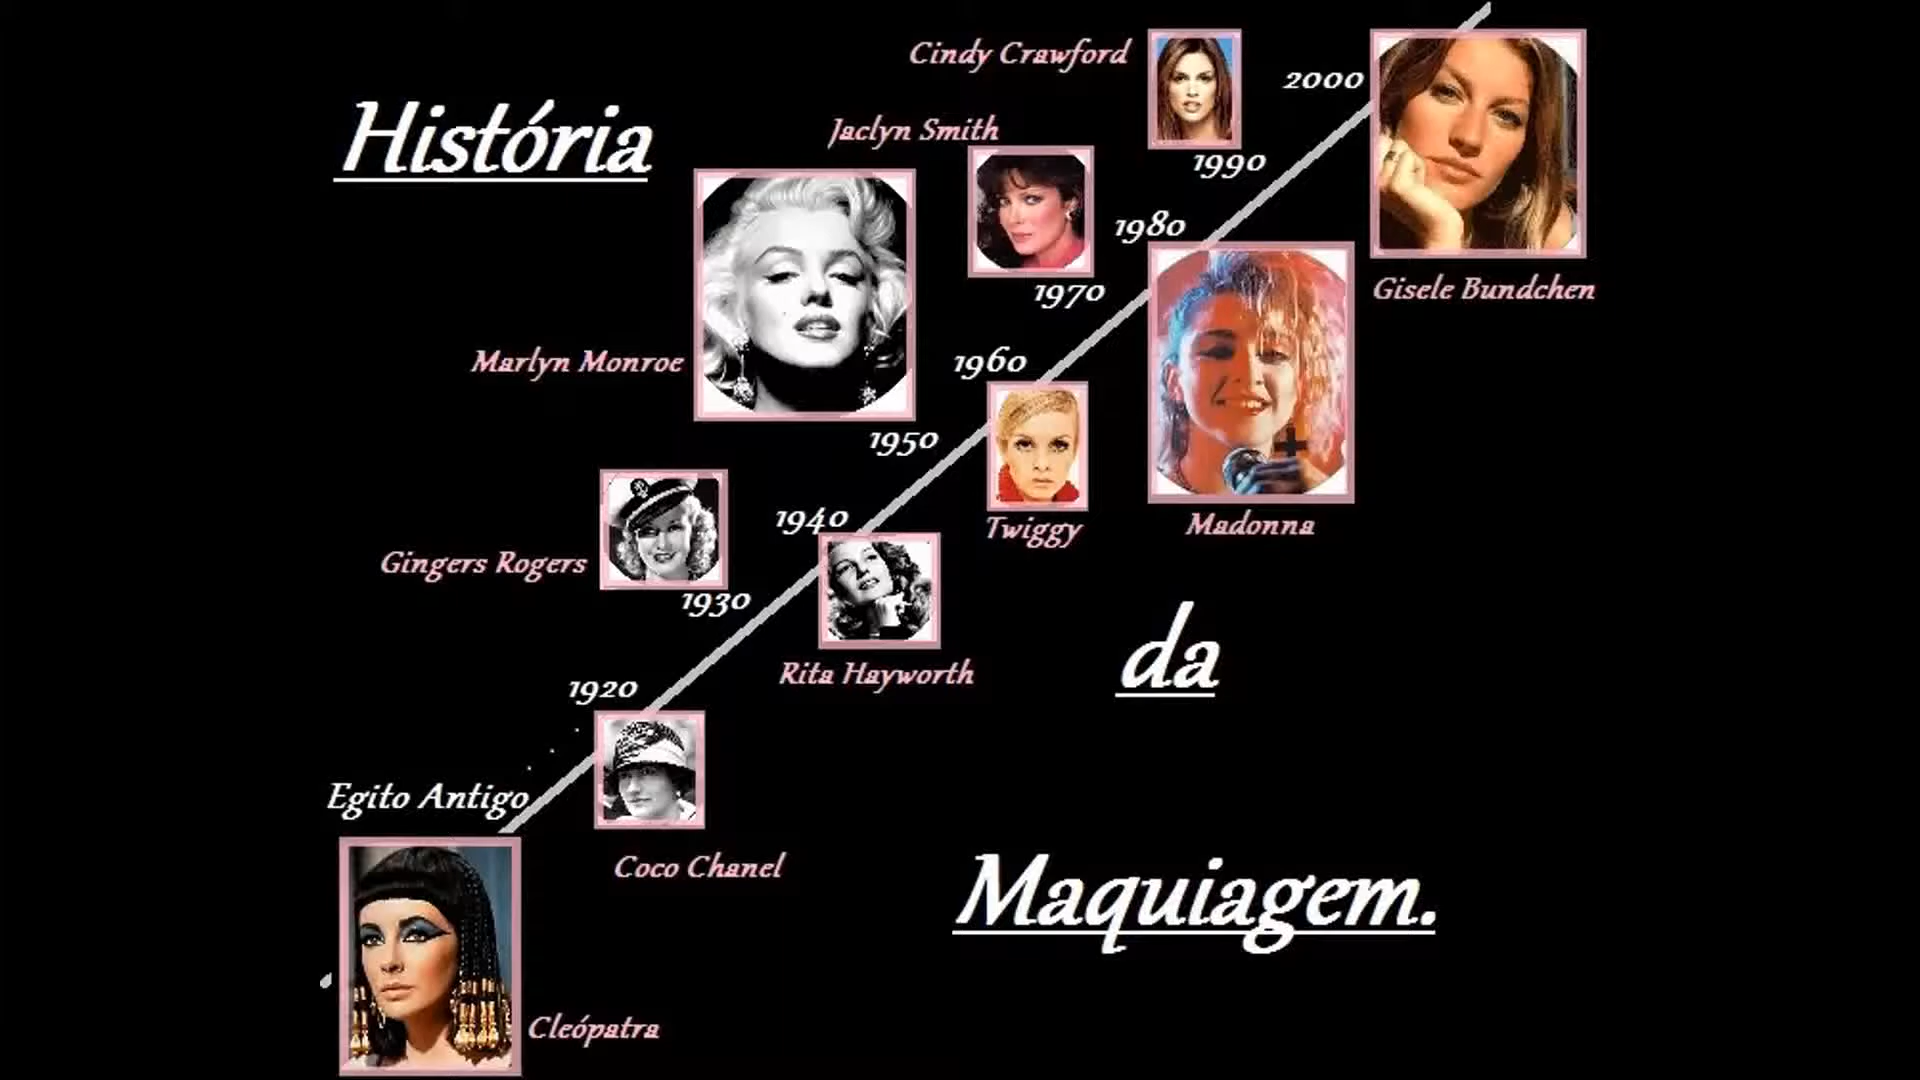 Cindy Crawford
2000
História
Jaclyn Smith
1990
1980
Gisele Bundchen
1970
Marlyn Monroe
1960
1950
1940
Twiggy
Madonna
Gingers Rogers
1930
da
Rita Hayworth
1920
Egito Antigo
Coco Chanel
Maquiagem.
Cleópatra